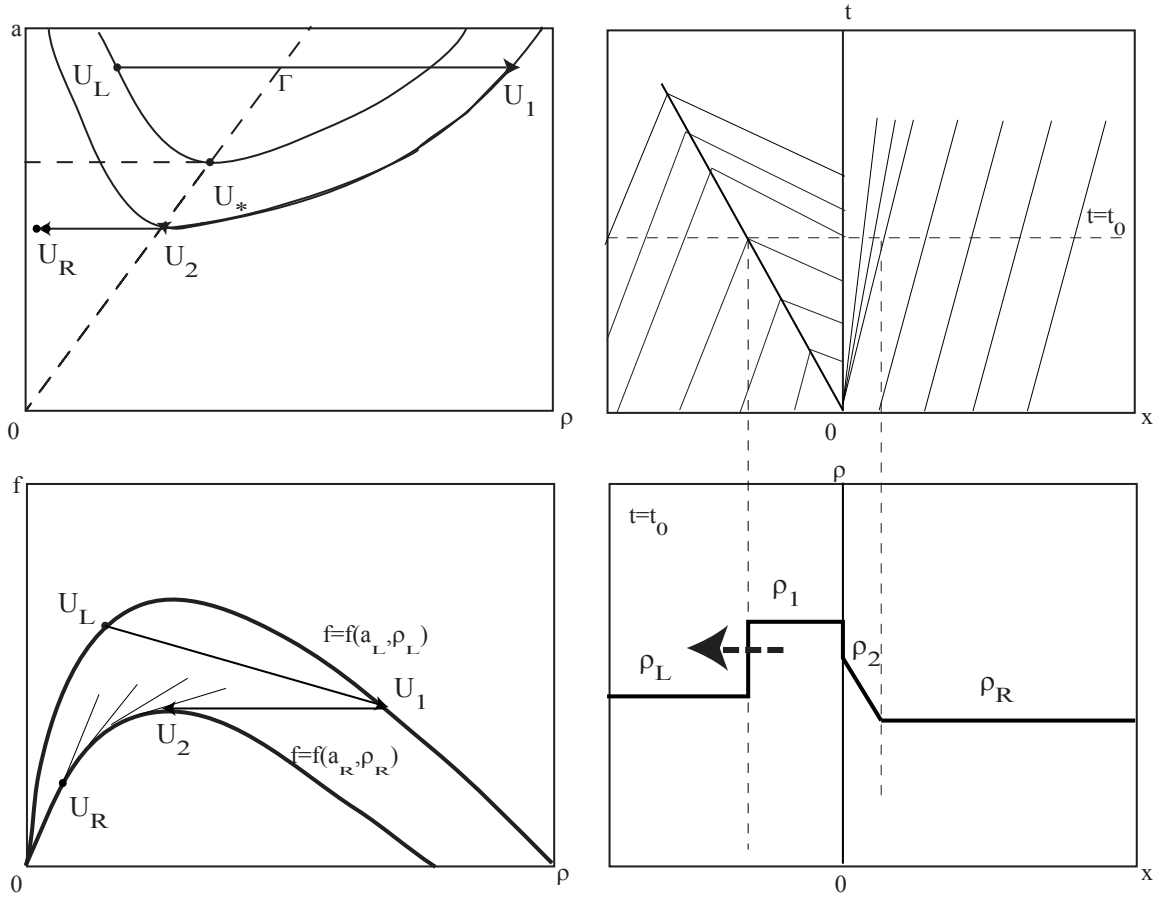 a
U_L
Γ
U_1
U_*
U_R
U_2
0
ρ
t
t=t_0
0
x
f
U_L
f=f(a_L,ρ_L)
U_1
U_2
f=f(a_R,ρ_R)
U_R
0
ρ
ρ
t=t_0
ρ_1
ρ_2
ρ_L
ρ_R
0
x